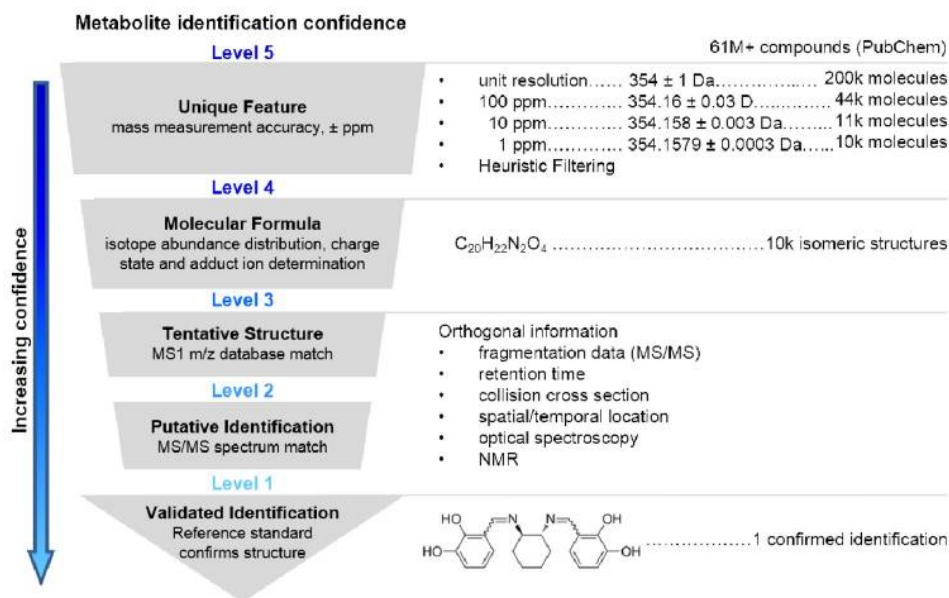 Metabolite identification confidence
Level 5
61M+ compounds (PubChem)
Unique Feature
mass measurement accuracy, ± ppm
• unit resolution...... 354 ± 1 Da.................. 200k molecules
• 100 ppm............. 354.16 ± 0.03 D.............. 44k molecules
• 10 ppm............. 354.158 ± 0.003 Da......... 11k molecules
• 1 ppm............. 354.1579 ± 0.0003 Da...... 10k molecules
• Heuristic Filtering
Level 4
Molecular Formula
isotope abundance distribution, charge
state and adduct ion determination
C₂₀H₂₂N₂O₄ .....................................10k isomeric structures
Level 3
Tentative Structure
MS1 m/z database match
Level 2
Putative Identification
MS/MS spectrum match
Orthogonal information
• fragmentation data (MS/MS)
• retention time
• collision cross section
• spatial/temporal location
• optical spectroscopy
• NMR
Level 1
Validated Identification
Reference standard
confirms structure
HO HO N N OH OH
.................1 confirmed identification
Increasing confidence